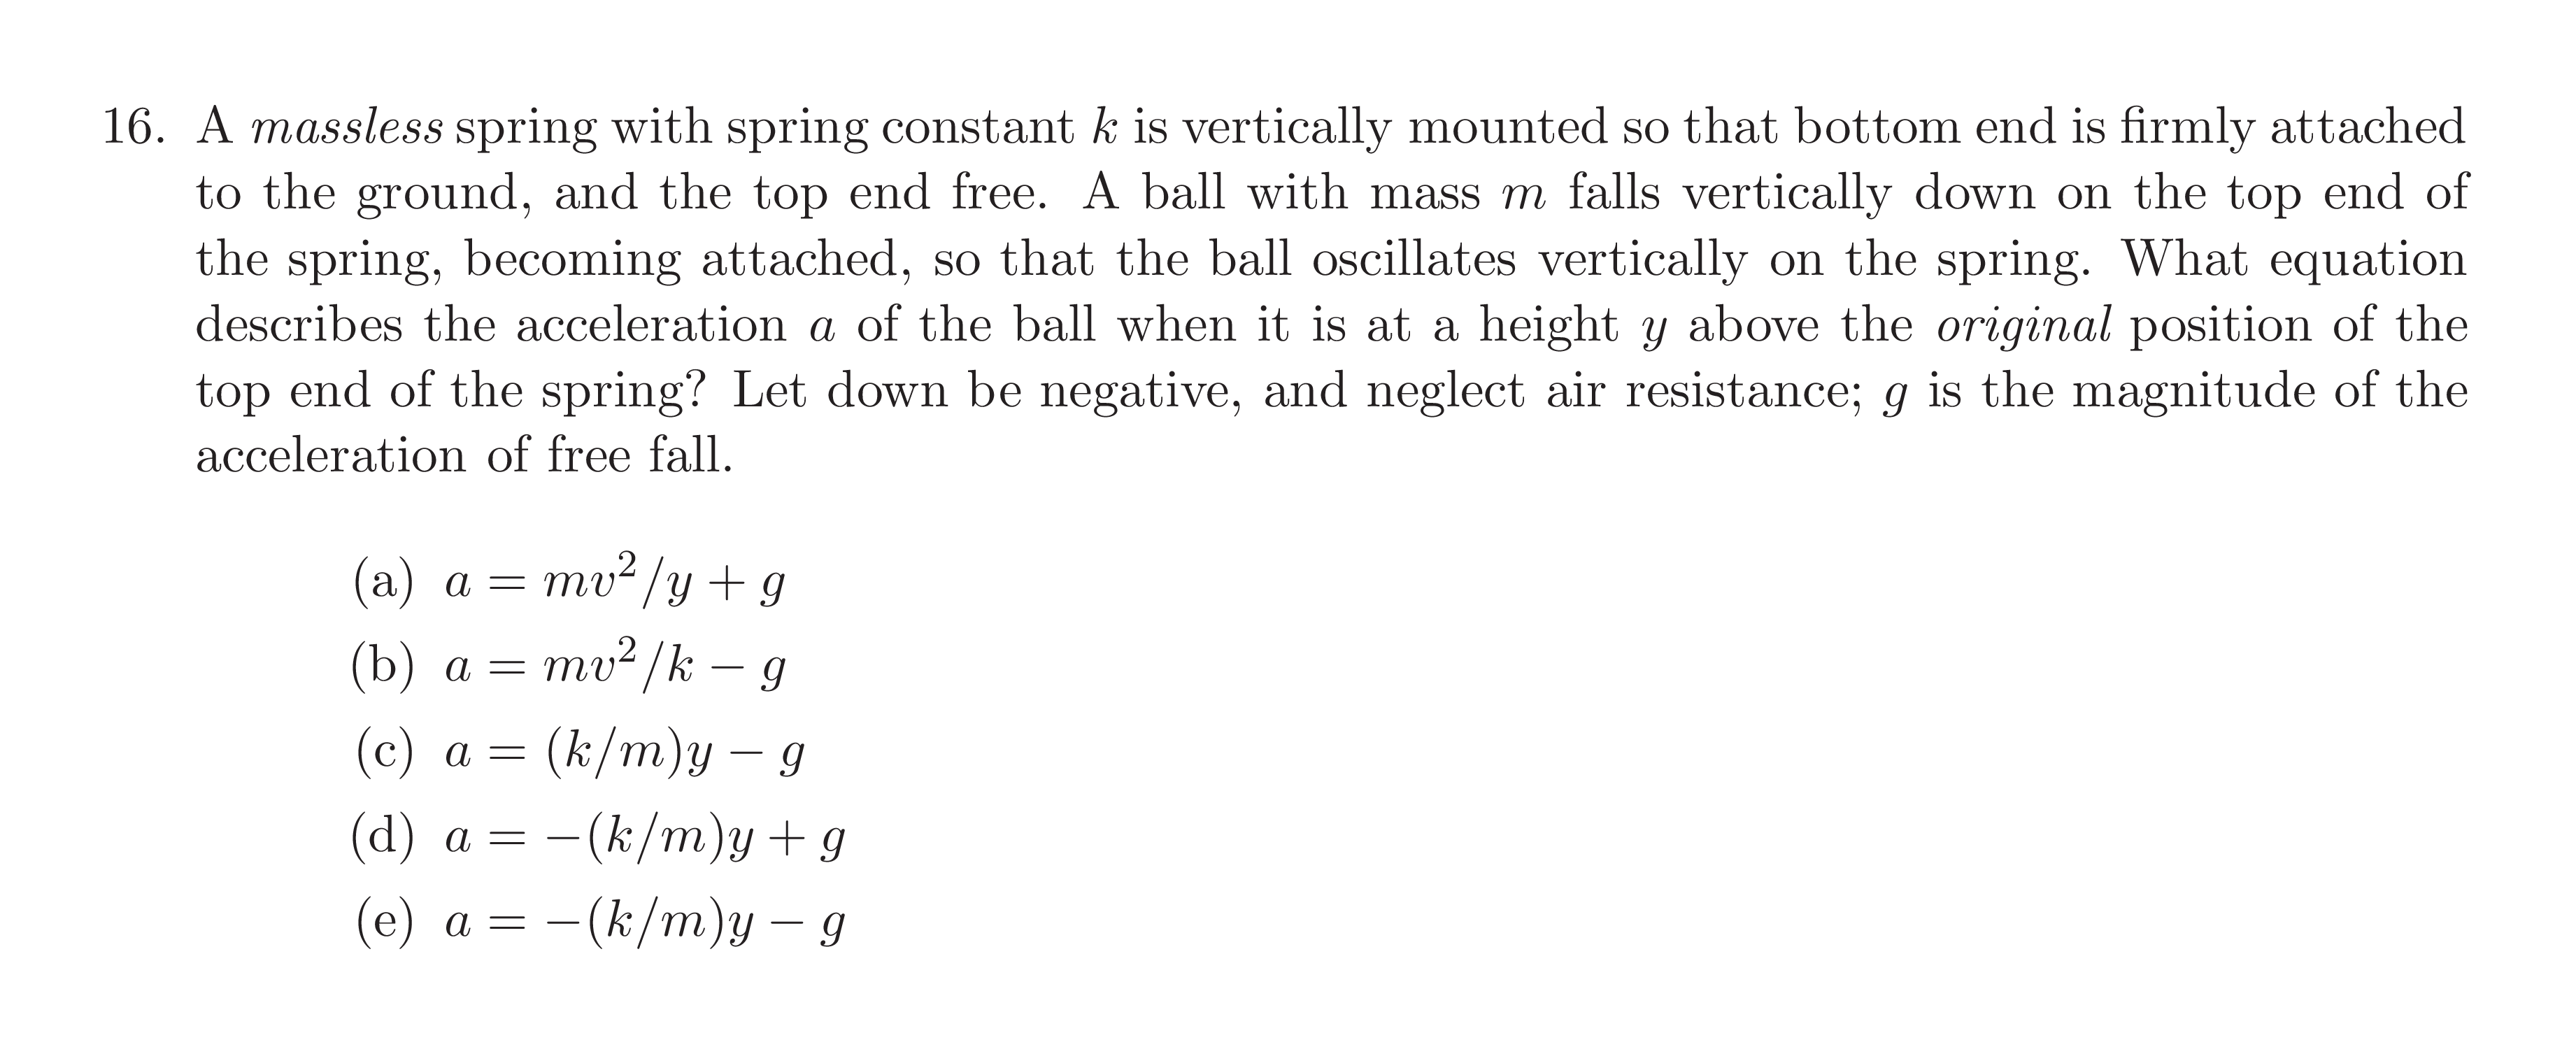 16. A massless spring with spring constant k is vertically mounted so that bottom end is firmly attached
to the ground, and the top end free. A ball with mass m falls vertically down on the top end of
the spring, becoming attached, so that the ball oscillates vertically on the spring. What equation
describes the acceleration a of the ball when it is at a height y above the original position of the
top end of the spring? Let down be negative, and neglect air resistance; g is the magnitude of the
acceleration of free fall.
(a) a = mv²/y + g
(b) a = mv²/k − g
(c) a = (k/m)y − g
(d) a = −(k/m)y + g
(e) a = −(k/m)y − g